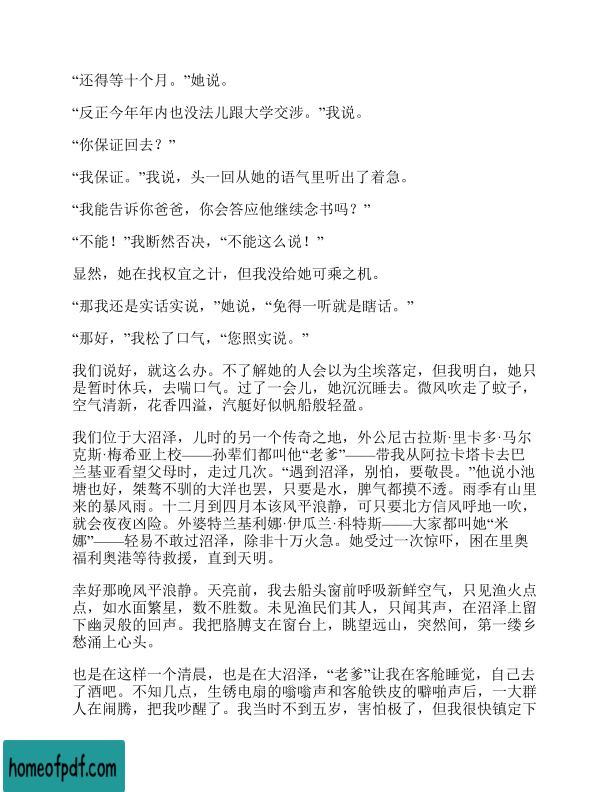 “还得等十个月。”她说。
“反正今年年内也没法儿跟大学交涉。”我说。
“你保证回去？”
“我保证。”我说，头一回从她的语气里听出了着急。
“我能告诉你爸爸，你会答应他继续念书吗？”
“不能！”我断然否决，“不能这么说！”
显然，她在找权宜之计，但我没给她可乘之机。
“那我还是实话实说，”她说，“免得一听就是瞎话。”
“那好，”我松了口气，“您照实说。”
我们说好，就这么办。不了解她的人会以为尘埃落定，但我明白，她只
是暂时休兵，去喘口气。过了一会儿，她沉沉睡去。微风吹走了蚊子，
空气清新，花香四溢，汽艇好似帆船般轻盈。
我们位于大沼泽，儿时的另一个传奇之地，外公尼古拉斯·里卡多·马尔
克斯·梅希亚上校——孙辈们都叫他“老爹”——带我从阿拉卡塔卡去巴
兰基亚看望父母时，走过几次。“遇到沼泽，别怕，要敬畏。”他说小池
塘也好，桀骜不驯的大洋也罢，只要是水，脾气都摸不透。雨季有山里
来的暴风雨。十二月到四月本该风平浪静，可只要北方信风呼地一吹，
就会夜夜凶险。外婆特兰基利娜·伊瓜兰·科特斯——大家都叫她“米
娜”——轻易不敢过沼泽，除非十万火急。她受过一次惊吓，困在里奥
福利奥港等待救援，直到天明。
幸好那晚风平浪静。天亮前，我去船头窗前呼吸新鲜空气，只见渔火点
点，如水面繁星，数不胜数。未见渔民们其人，只闻其声，在沼泽上留
下幽灵般的回声。我把胳膊支在窗台上，眺望远山，突然间，第一缕乡
愁涌上心头。
也是在这样一个清晨，也是在大沼泽，“老爹”让我在客舱睡觉，自己去
了酒吧。不知几点，生锈电扇的嗡嗡声和客舱铁皮的噼啪声后，一大群
人在闹腾，把我吵醒了。我当时不到五岁，害怕极了，但我很快镇定下
homeofpdf.com